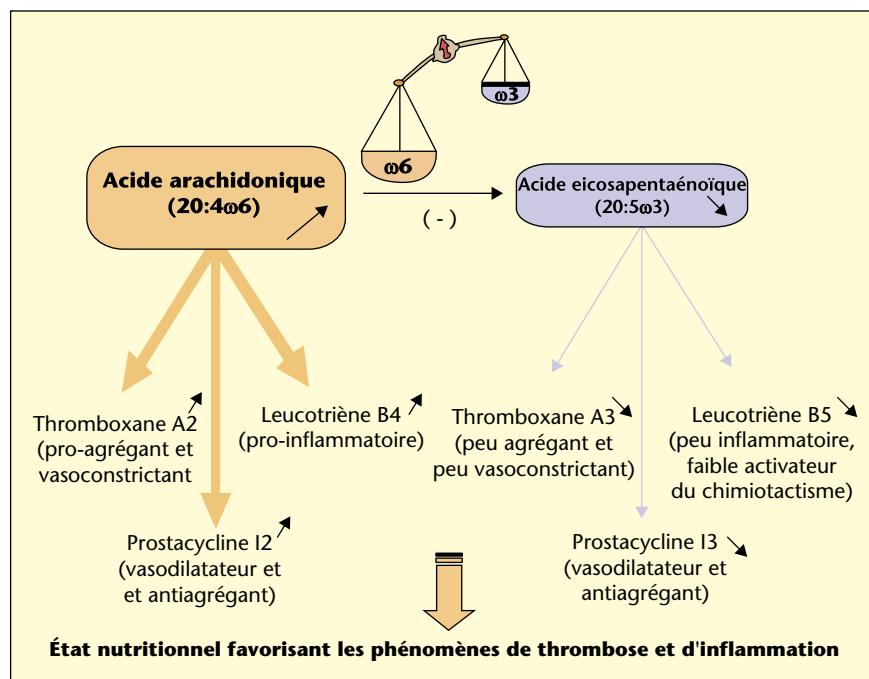 ω3
ω6
Acide arachidonique
(20:4ω6)
( - )
Acide eicosapentaénoïque
(20:5ω3)
Thromboxane A2
(pro-agrégant et
vasoconstrictant
Leucotriène B4
(pro-inflammatoire)
Prostacycline I2
(vasodilatateur et
et antiagrégant)
Thromboxane A3
(peu agrégant et
peu vasoconstrictant)
Leucotriène B5
(peu inflammatoire,
faible activateur
du chimiotactisme)
Prostacycline I3
(vasodilatateur et
antiagrégant)
État nutritionnel favorisant les phénomènes de thrombose et d'inflammation